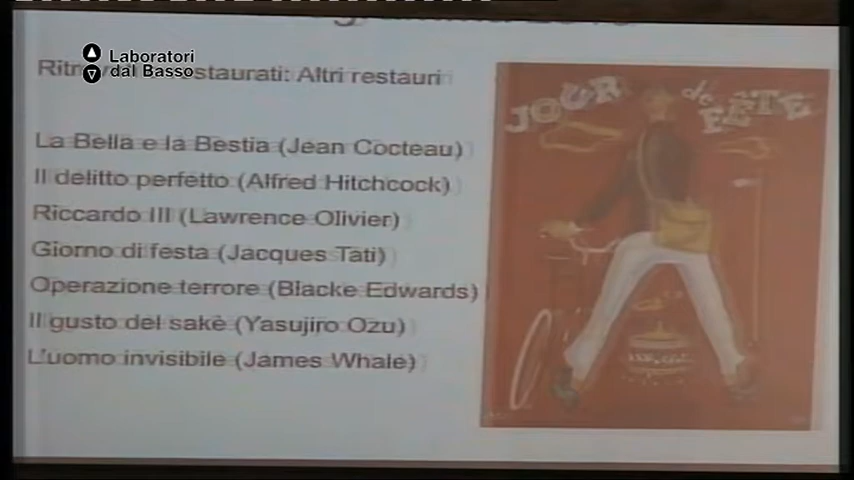 Laboratori
dal Basso
Altri restauri
La Bella e la Bestia (Jean Cocteau)
Il delitto perfetto (Alfred Hitchcock)
Riccardo III (Lawrence Olivier)
Giorno di festa (Jacques Tati)
Operazione terrore (Blacke Edwards)
Il gusto del sakè (Yasujiro Ozu)
L'uomo invisibile (James Whale)
JOUR de FÊTE